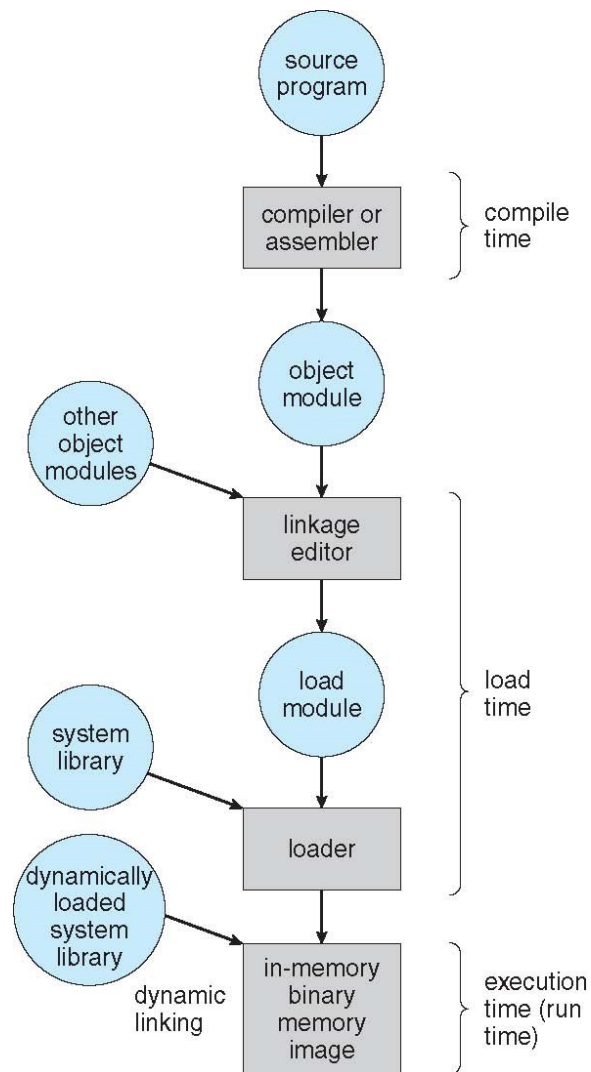 source
program
compiler or
assembler
compile
time
object
module
other
object
modules
linkage
editor
load
module
load
time
system
library
loader
dynamically
loaded
system
library
in-memory
binary
memory
image
dynamic
linking
execution
time (run
time)